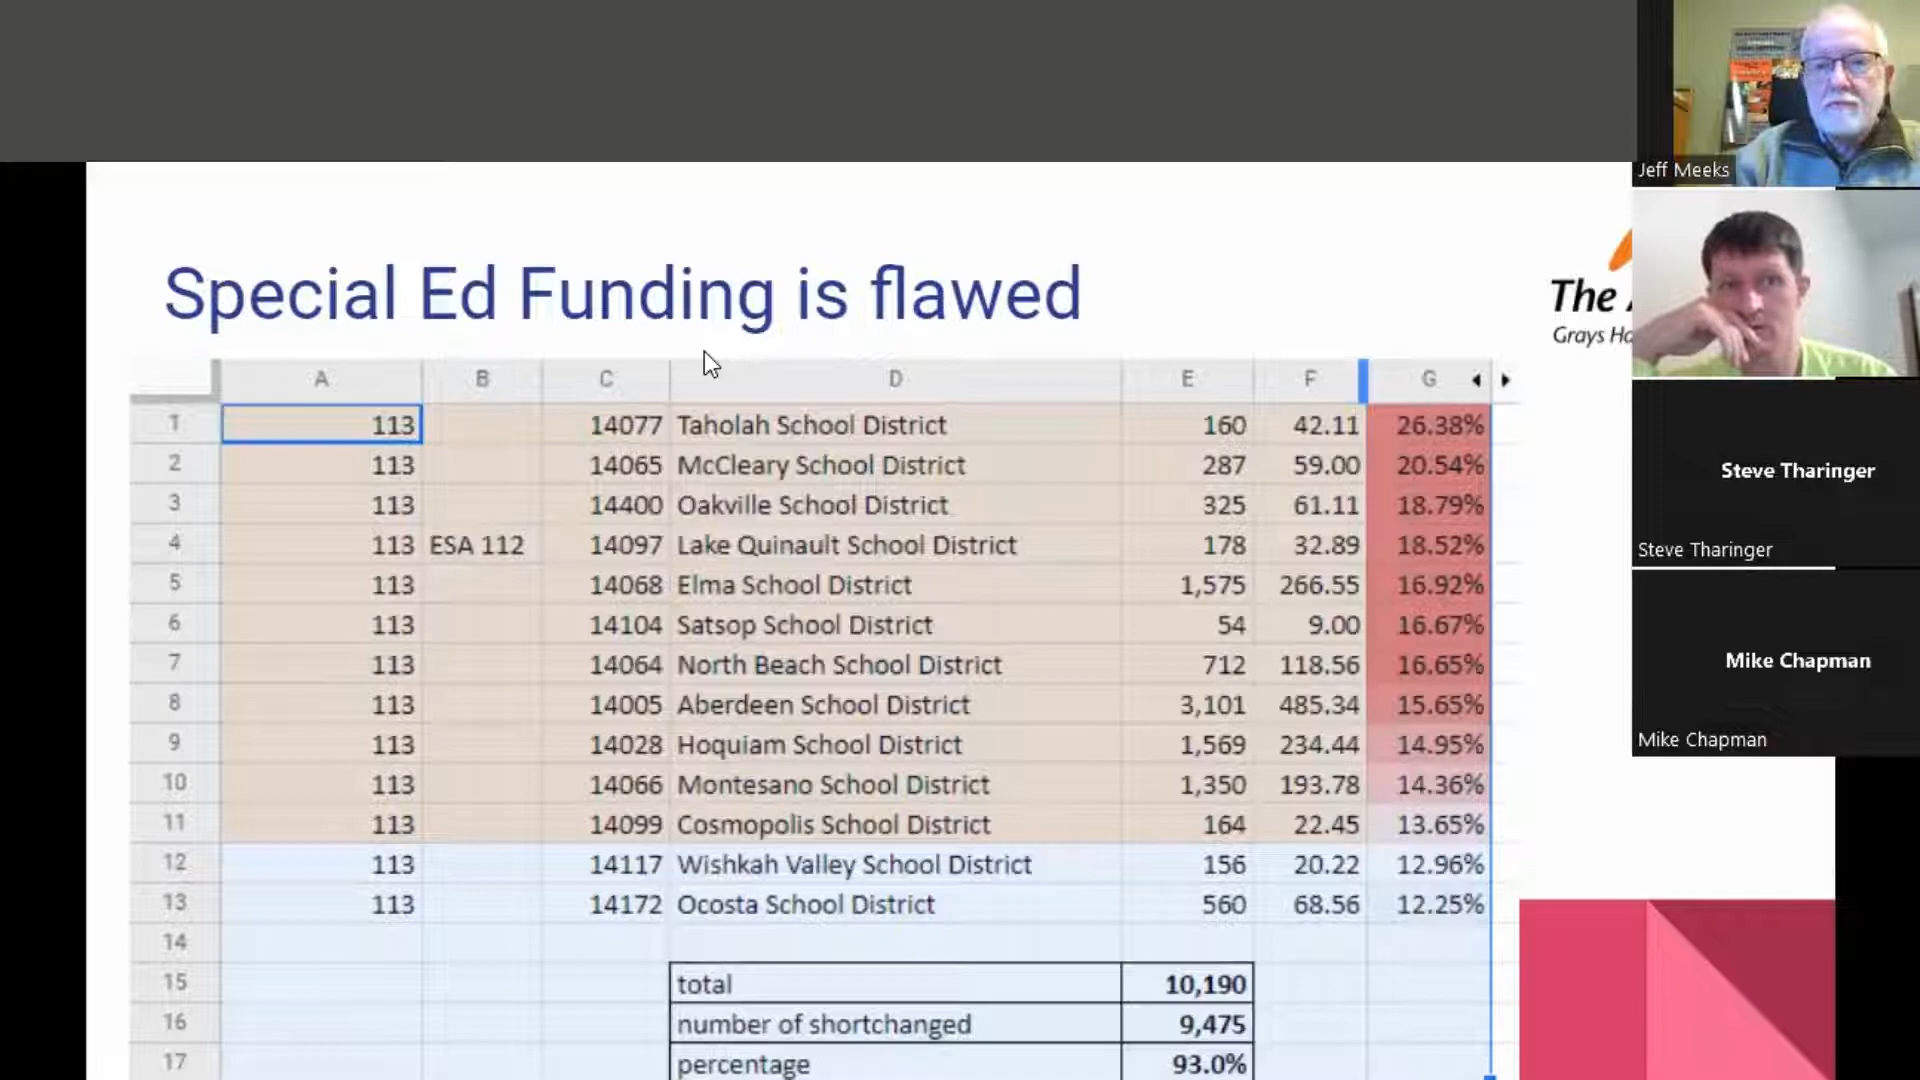 Special Ed Funding is flawed
The
Grays Ha
A B C D E F G
1 113 14077 Taholah School District 160 42.11 26.38%
2 113 14065 McCleary School District 287 59.00 20.54%
3 113 14400 Oakville School District 325 61.11 18.79%
4 113 ESA 112 14097 Lake Quinault School District 178 32.89 18.52%
5 113 14068 Elma School District 1,575 266.55 16.92%
6 113 14104 Satsop School District 54 9.00 16.67%
7 113 14064 North Beach School District 712 118.56 16.65%
8 113 14005 Aberdeen School District 3,101 485.34 15.65%
9 113 14028 Hoquiam School District 1,569 234.44 14.95%
10 113 14066 Montesano School District 1,350 193.78 14.36%
11 113 14099 Cosmopolis School District 164 22.45 13.65%
12 113 14117 Wishkah Valley School District 156 20.22 12.96%
13 113 14172 Ocosta School District 560 68.56 12.25%
14
15 total 10,190
16 number of shortchanged 9,475
17 percentage 93.0%
Jeff Meeks
Steve Tharinger
Steve Tharinger
Mike Chapman
Mike Chapman